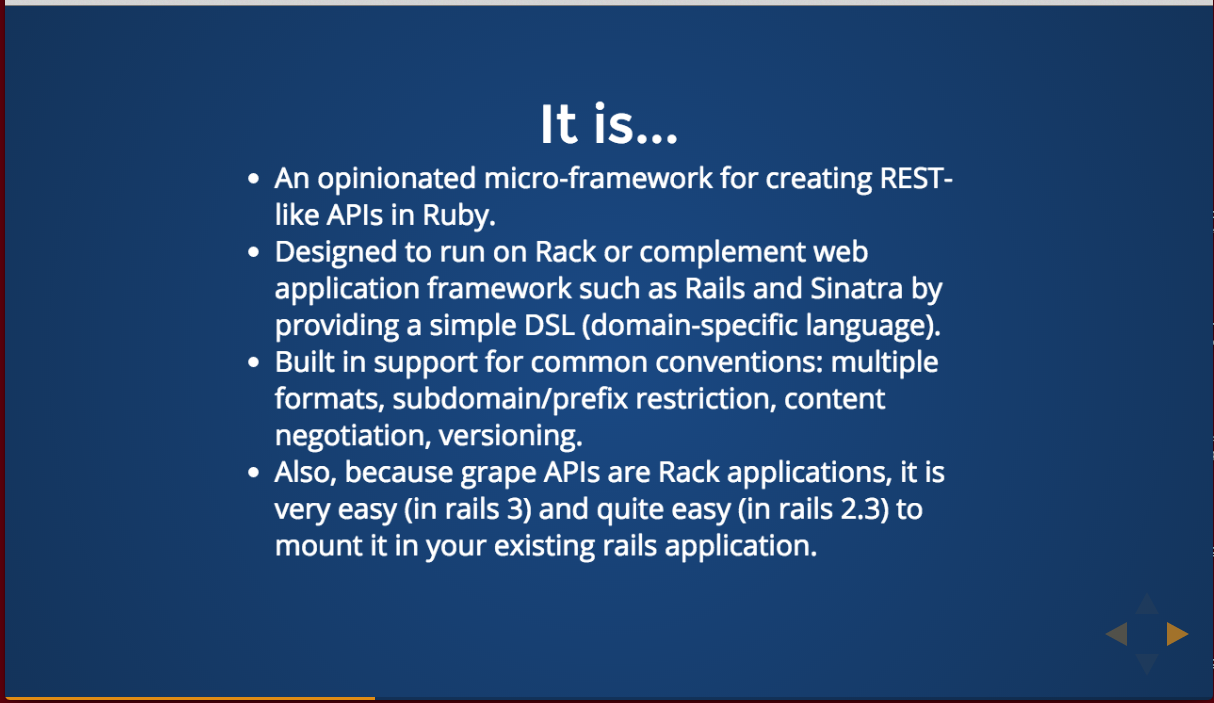 It is...
• An opinionated micro-framework for creating REST-
like APIs in Ruby.
• Designed to run on Rack or complement web
application framework such as Rails and Sinatra by
providing a simple DSL (domain-specific language).
• Built in support for common conventions: multiple
formats, subdomain/prefix restriction, content
negotiation, versioning.
• Also, because grape APIs are Rack applications, it is
very easy (in rails 3) and quite easy (in rails 2.3) to
mount it in your existing rails application.